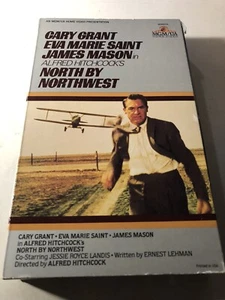 CARY GRANT
EVA MARIE SAINT
JAMES MASON in
ALFRED HITCHCOCK'S
NORTH BY
NORTHWEST
MGM/UA
CARY GRANT · EVA MARIE SAINT · JAMES MASON
in ALFRED HITCHCOCK'S
NORTH BY NORTHWEST
Co-Starring JESSIE ROYCE LANDIS · Written by ERNEST LEHMAN
Directed by ALFRED HITCHCOCK